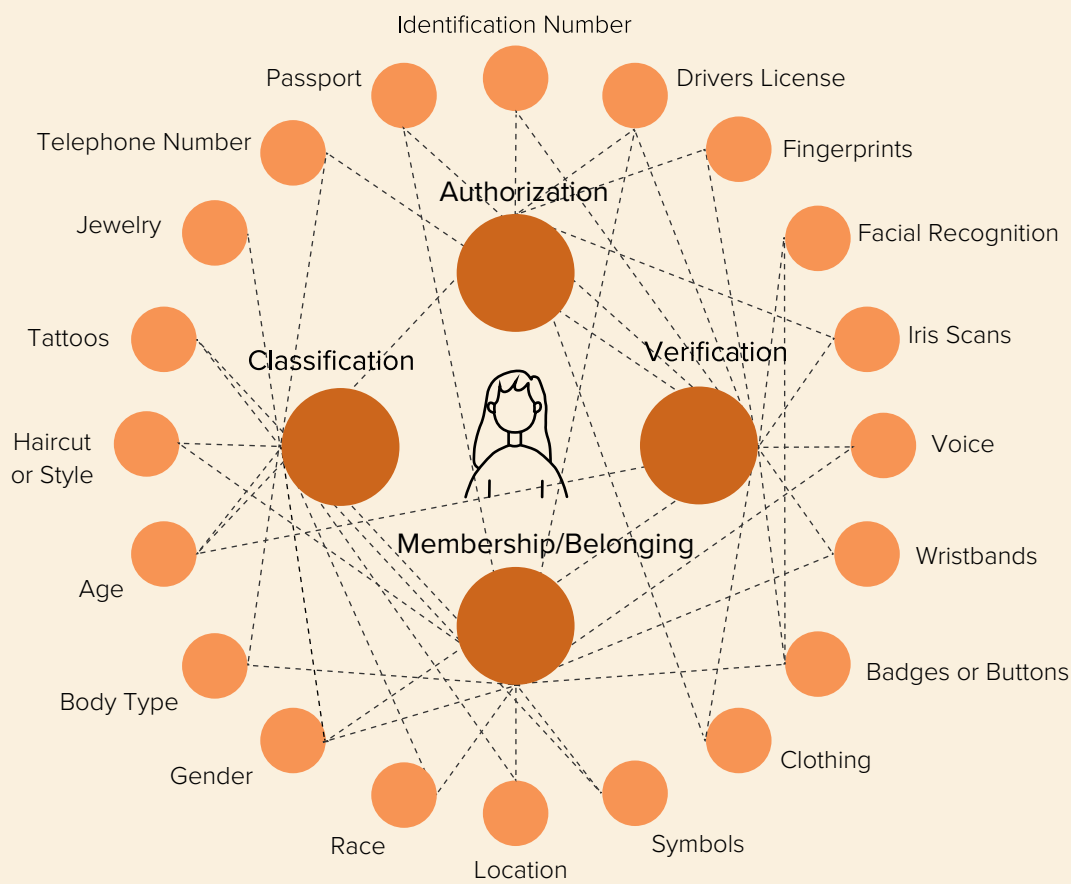 Identification Number
Passport
Drivers License
Telephone Number
Fingerprints
Authorization
Jewelry
Facial Recognition
Tattoos
Iris Scans
Classification
Verification
Haircut
or Style
Voice
Membership/Belonging
Age
Wristbands
Body Type
Badges or Buttons
Gender
Clothing
Race
Symbols
Location